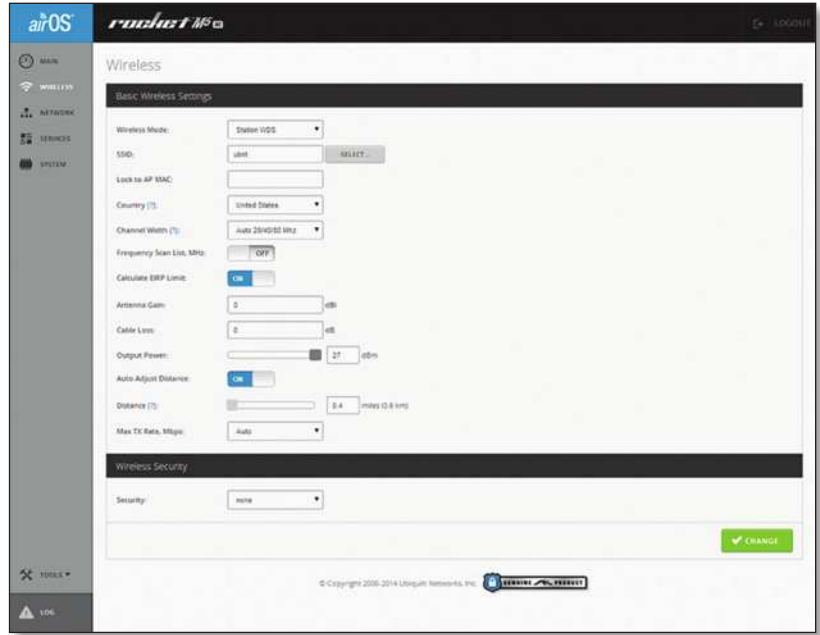 airOS
rocket M5
LOGOUT
MAIN
WIRELESS
NETWORK
SERVICES
SYSTEM
TOOLS
LOG
Wireless
Basic Wireless Settings
Wireless Mode: Station WDS
SSID: ubnt SELECT...
Lock to AP MAC:
Country [?]: United States
Channel Width [?]: Auto 20/40/80 MHz
Frequency Scan List, MHz: OFF
Calculate EIRP Limit: ON
Antenna Gain: 0 dBi
Cable Loss: 0 dB
Output Power: 27 dBm
Auto Adjust Distance: ON
Distance [?]: 0.4 miles (0.6 km)
Max TX Rate, Mbps: Auto
Wireless Security
Security: none
CHANGE
© Copyright 2006-2014 Ubiquiti Networks, Inc.
GENUINE PRODUCT